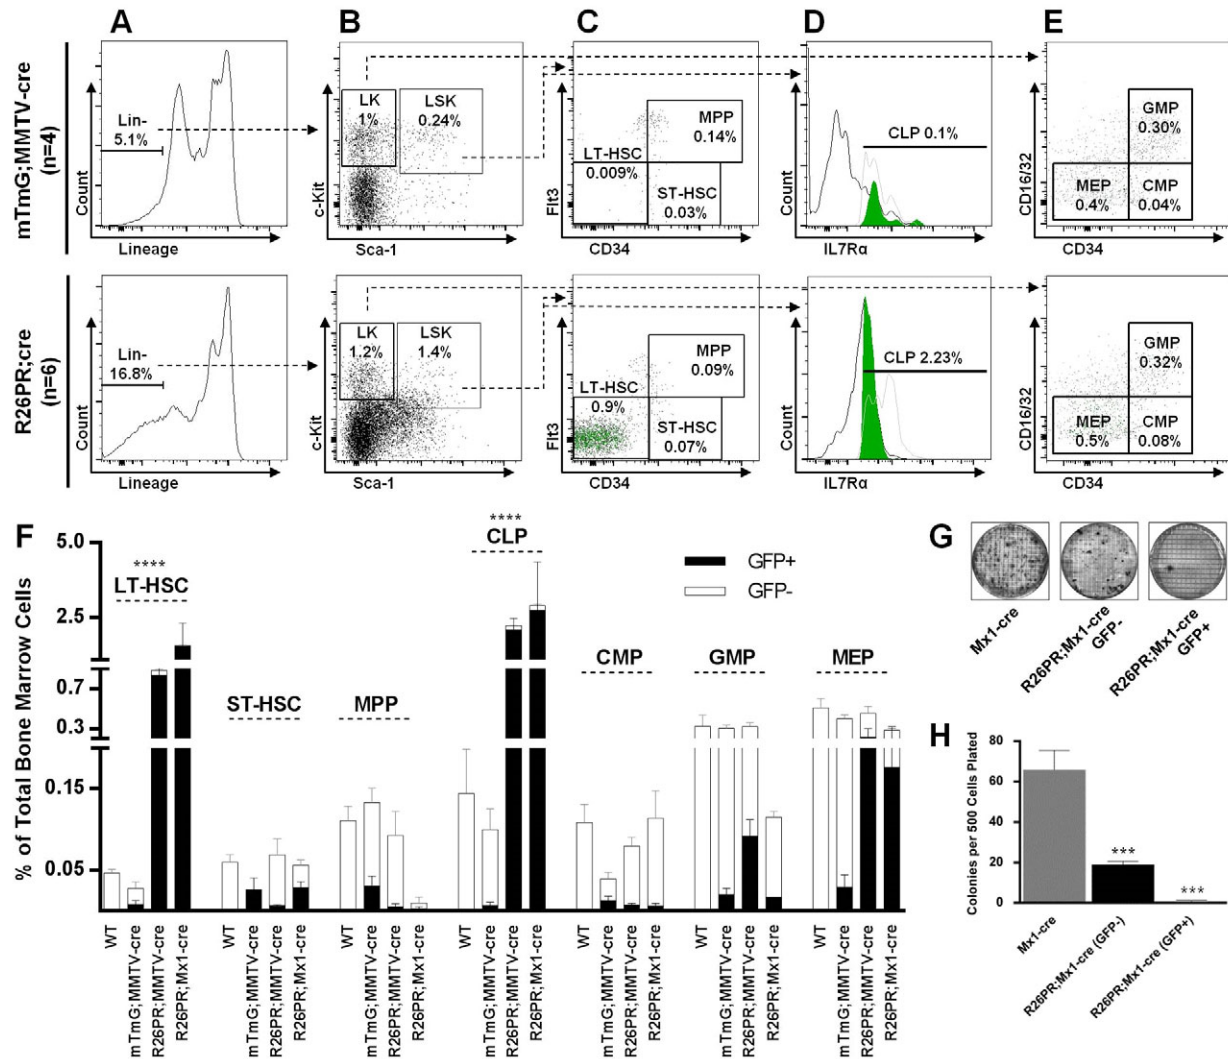 A
B
C
D
E
mTmG;MMTV-cre
(n=4)
Lin-
5.1%
Count
Lineage
LK
1%
LSK
0.24%
c-Kit
Sca-1
MPP
0.14%
LT-HSC
0.009%
ST-HSC
0.03%
Flt3
CD34
CLP 0.1%
Count
IL7Rα
GMP
0.30%
MEP
0.4%
CMP
0.04%
CD16/32
CD34
R26PR;cre
(n=6)
Lin-
16.8%
Count
Lineage
LK
1.2%
LSK
1.4%
c-Kit
Sca-1
MPP
0.09%
LT-HSC
0.9%
ST-HSC
0.07%
Flt3
CD34
CLP 2.23%
Count
IL7Rα
GMP
0.32%
MEP
0.5%
CMP
0.08%
CD16/32
CD34
F
% of Total Bone Marrow Cells
5.0
2.5
0.7
0.3
0.15
0.05
****
LT-HSC
ST-HSC
MPP
****
CLP
CMP
GMP
MEP
GFP+
GFP-
WT
mTmG;MMTV-cre
R26PR;MMTV-cre
R26PR;Mx1-cre
WT
mTmG;MMTV-cre
R26PR;MMTV-cre
R26PR;Mx1-cre
WT
mTmG;MMTV-cre
R26PR;MMTV-cre
R26PR;Mx1-cre
WT
mTmG;MMTV-cre
R26PR;MMTV-cre
R26PR;Mx1-cre
WT
mTmG;MMTV-cre
R26PR;MMTV-cre
R26PR;Mx1-cre
WT
mTmG;MMTV-cre
R26PR;MMTV-cre
R26PR;Mx1-cre
WT
mTmG;MMTV-cre
R26PR;MMTV-cre
R26PR;Mx1-cre
G
Mx1-cre
R26PR;Mx1-cre
GFP-
R26PR;Mx1-cre
GFP+
H
Colonies per 500 Cells Plated
80
60
40
20
0
***
***
Mx1-cre
R26PR;Mx1-cre (GFP-)
R26PR;Mx1-cre (GFP+)